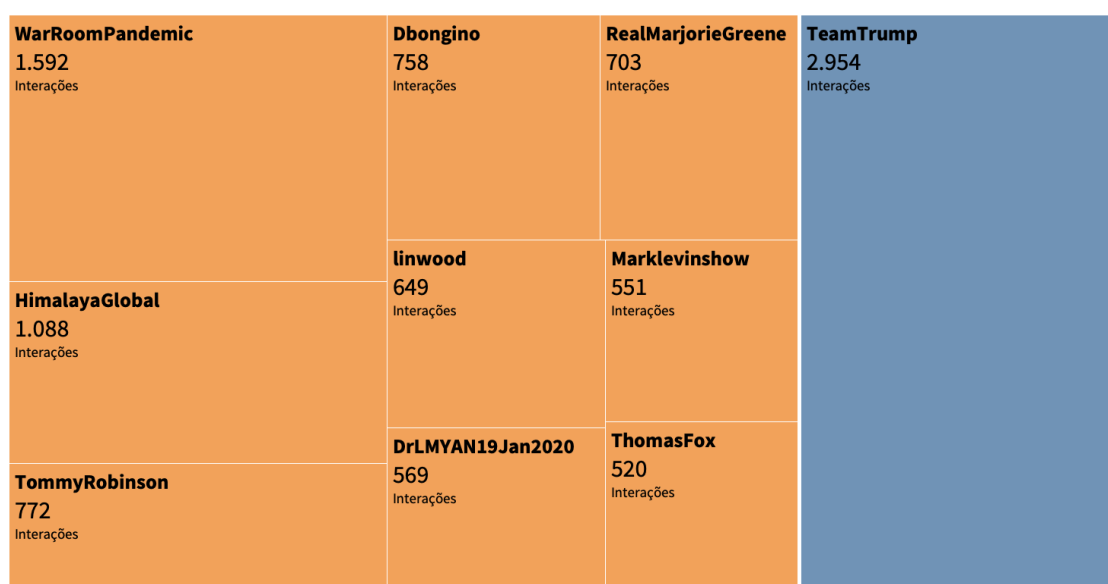 WarRoomPandemic
1.592
Interações
HimalayaGlobal
1.088
Interações
TommyRobinson
772
Interações
Dbongino
758
Interações
RealMarjorieGreene
703
Interações
linwood
649
Interações
Marklevinshow
551
Interações
DrLMYAN19Jan2020
569
Interações
ThomasFox
520
Interações
TeamTrump
2.954
Interações